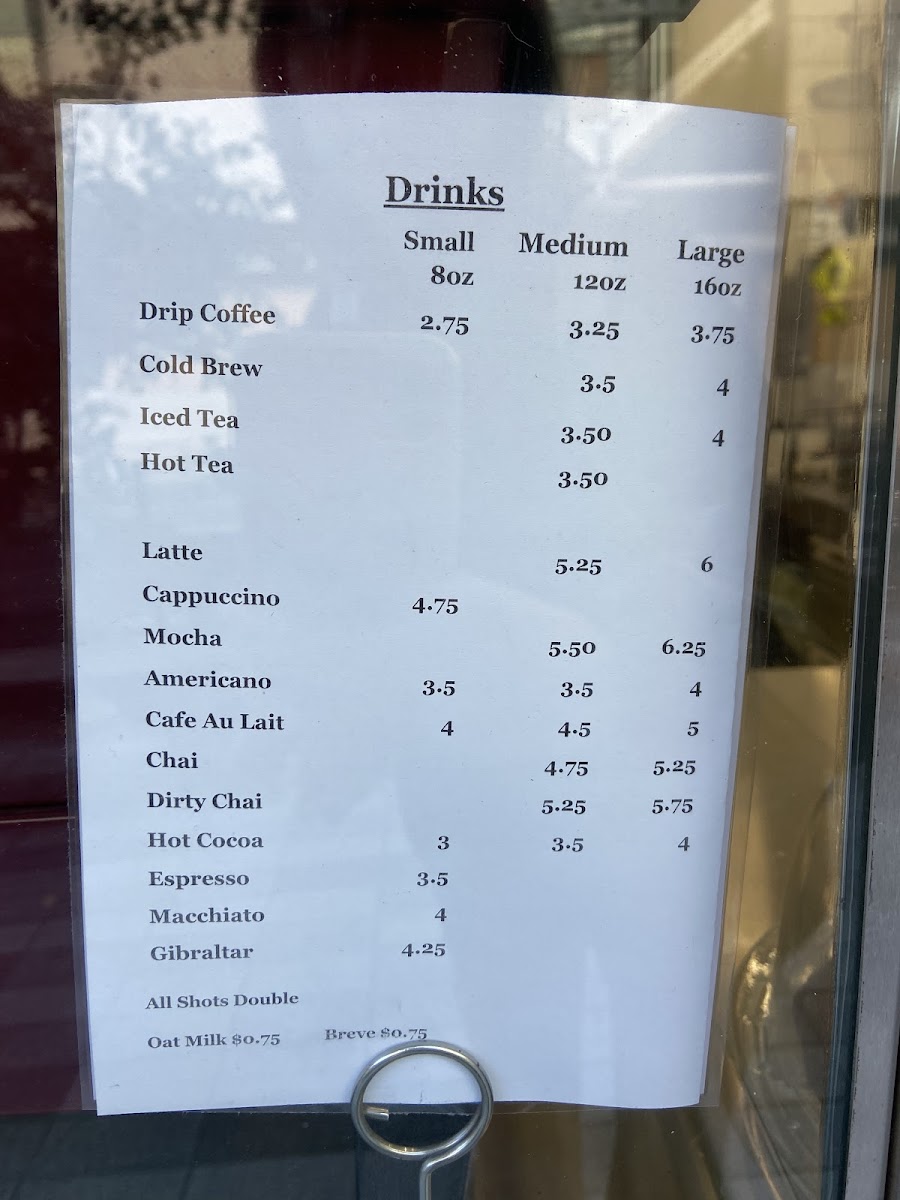 Drinks
Small Medium Large
8oz 12oz 16oz
Drip Coffee 2.75 3.25 3.75
Cold Brew 3.5 4
Iced Tea 3.50 4
Hot Tea 3.50
Latte 5.25 6
Cappuccino 4.75
Mocha 5.50 6.25
Americano 3.5 3.5 4
Cafe Au Lait 4 4.5 5
Chai 4.75 5.25
Dirty Chai 5.25 5.75
Hot Cocoa 3 3.5 4
Espresso 3.5
Macchiato 4
Gibraltar 4.25
All Shots Double
Oat Milk $0.75 Breve $0.75